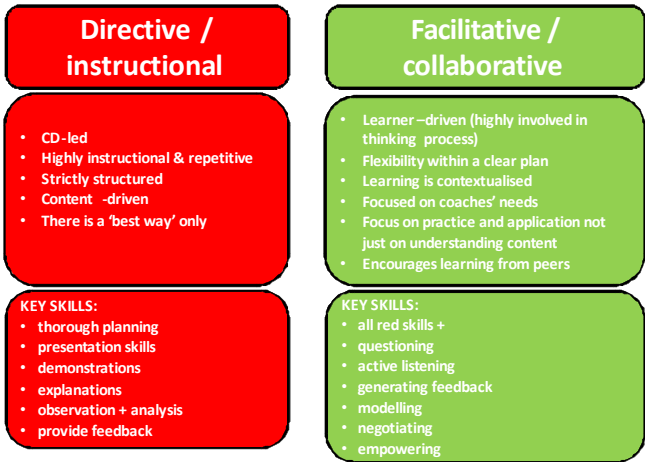 Directive /
instructional
• CD-led
• Highly instructional & repetitive
• Strictly structured
• Content -driven
• There is a 'best way' only
KEY SKILLS:
• thorough planning
• presentation skills
• demonstrations
• explanations
• observation + analysis
• provide feedback
Facilitative /
collaborative
• Learner –driven (highly involved in
thinking process)
• Flexibility within a clear plan
• Learning is contextualised
• Focused on coaches' needs
• Focus on practice and application not
just on understanding content
• Encourages learning from peers
KEY SKILLS:
• all red skills +
• questioning
• active listening
• generating feedback
• modelling
• negotiating
• empowering